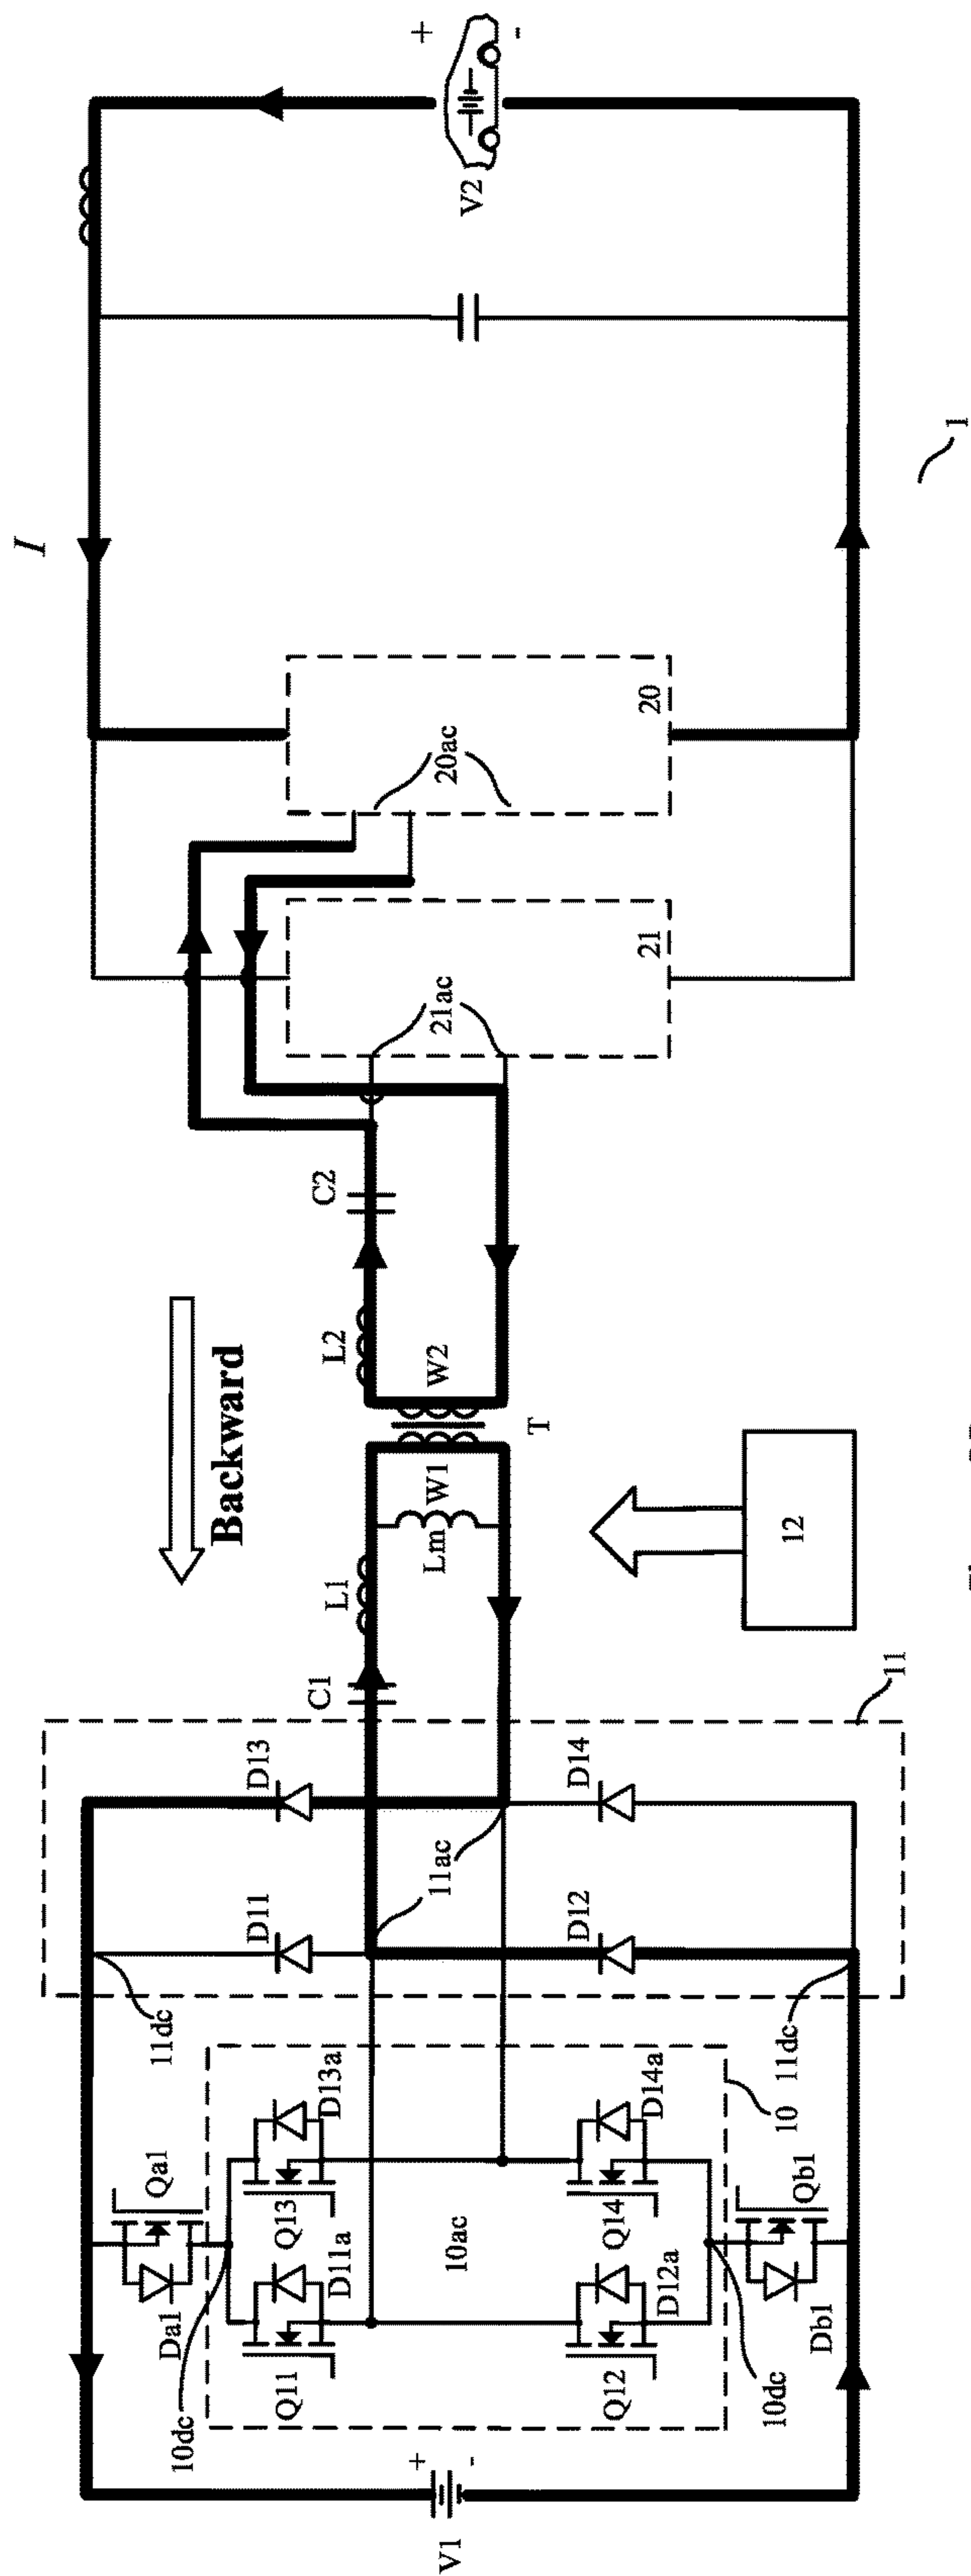 V1
+
-
10dc
Da1
Qa1
Q11
D11a
Q13
D13a
10ac
Q12
D12a
Q14
D14a
10
10dc
Db1
Qb1
11dc
11dc
D11
D13
11ac
D12
D14
11
C1
L1
Lm
W1
T
W2
L2
C2
Backward
12
21ac
21
20ac
20
I
V2
+
-
1